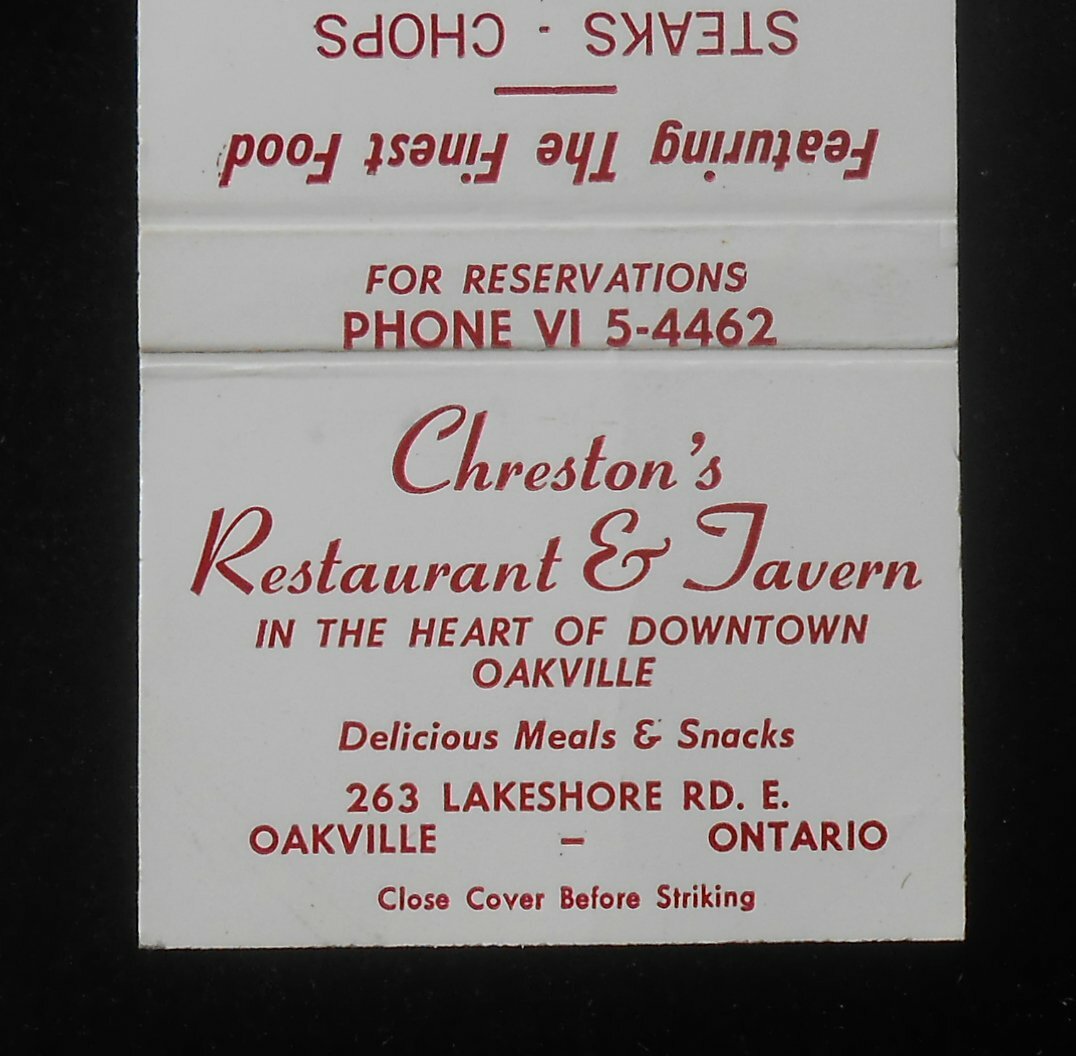 STEAKS - CHOPS
Featuring The Finest Food
FOR RESERVATIONS
PHONE VI 5-4462
Chreston's
Restaurant & Tavern
IN THE HEART OF DOWNTOWN
OAKVILLE
Delicious Meals & Snacks
263 LAKESHORE RD. E.
OAKVILLE - ONTARIO
Close Cover Before Striking